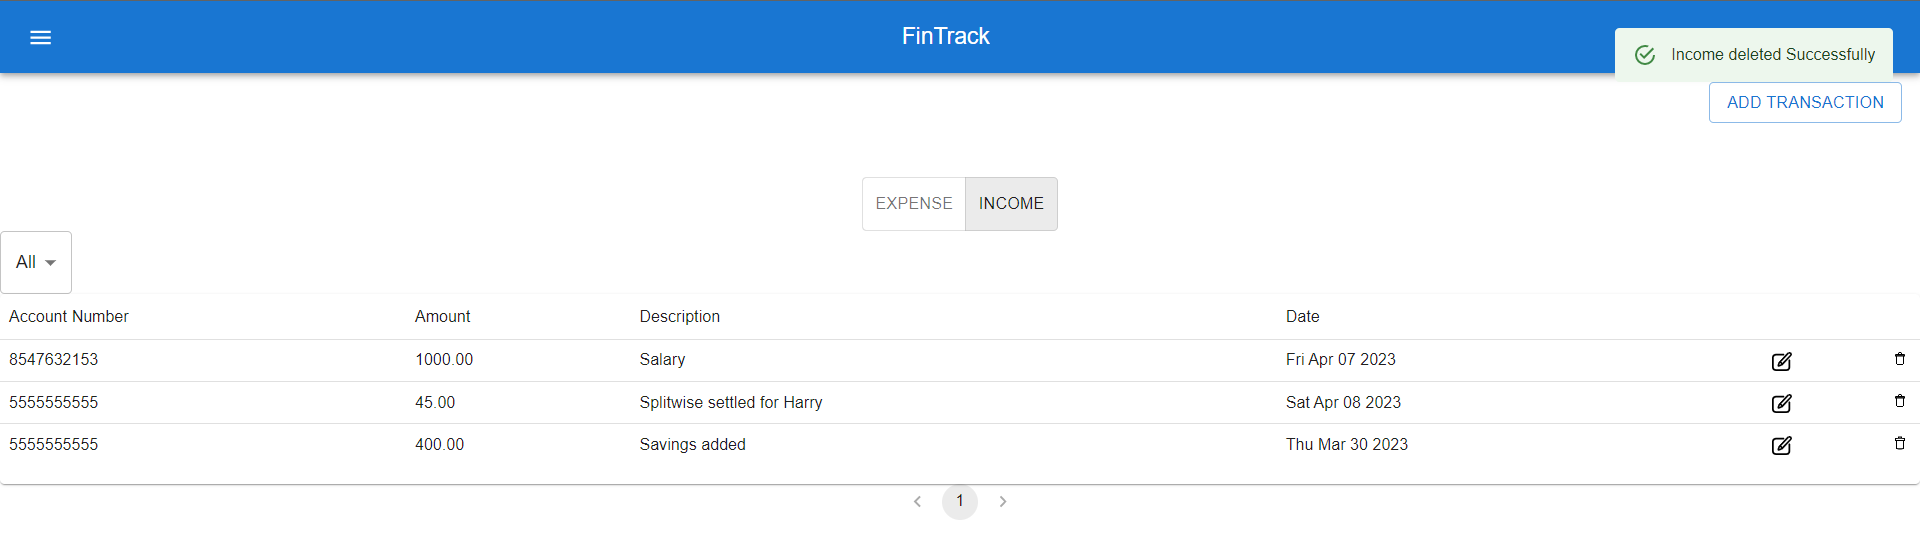 FinTrack
Income deleted Successfully
ADD TRANSACTION
EXPENSE INCOME
All
Account Number Amount Description Date
8547632153 1000.00 Salary Fri Apr 07 2023
5555555555 45.00 Splitwise settled for Harry Sat Apr 08 2023
5555555555 400.00 Savings added Thu Mar 30 2023
1